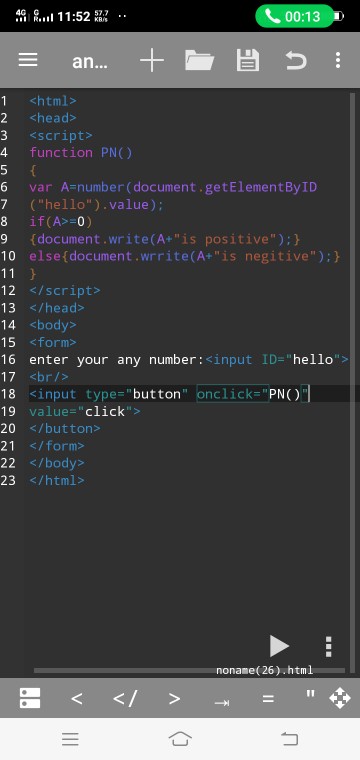 4G G 11:52 57.7 KB/s ·· 00:13
an...
1 <html>
2 <head>
3 <script>
4 function PN()
5 {
6 var A=number(document.getElementByID
7 ("hello").value);
8 if(A>=0)
9 {document.write(A+"is positive");}
10 else{document.wrrite(A+"is negitive");}
11 }
12 </script>
13 </head>
14 <body>
15 <form>
16 enter your any number:<input ID="hello">
17 <br/>
18 <input type="button" onclick="PN()"
19 value="click">
20 </button>
21 </form>
22 </body>
23 </html>
noname(26).html
< </ > = "